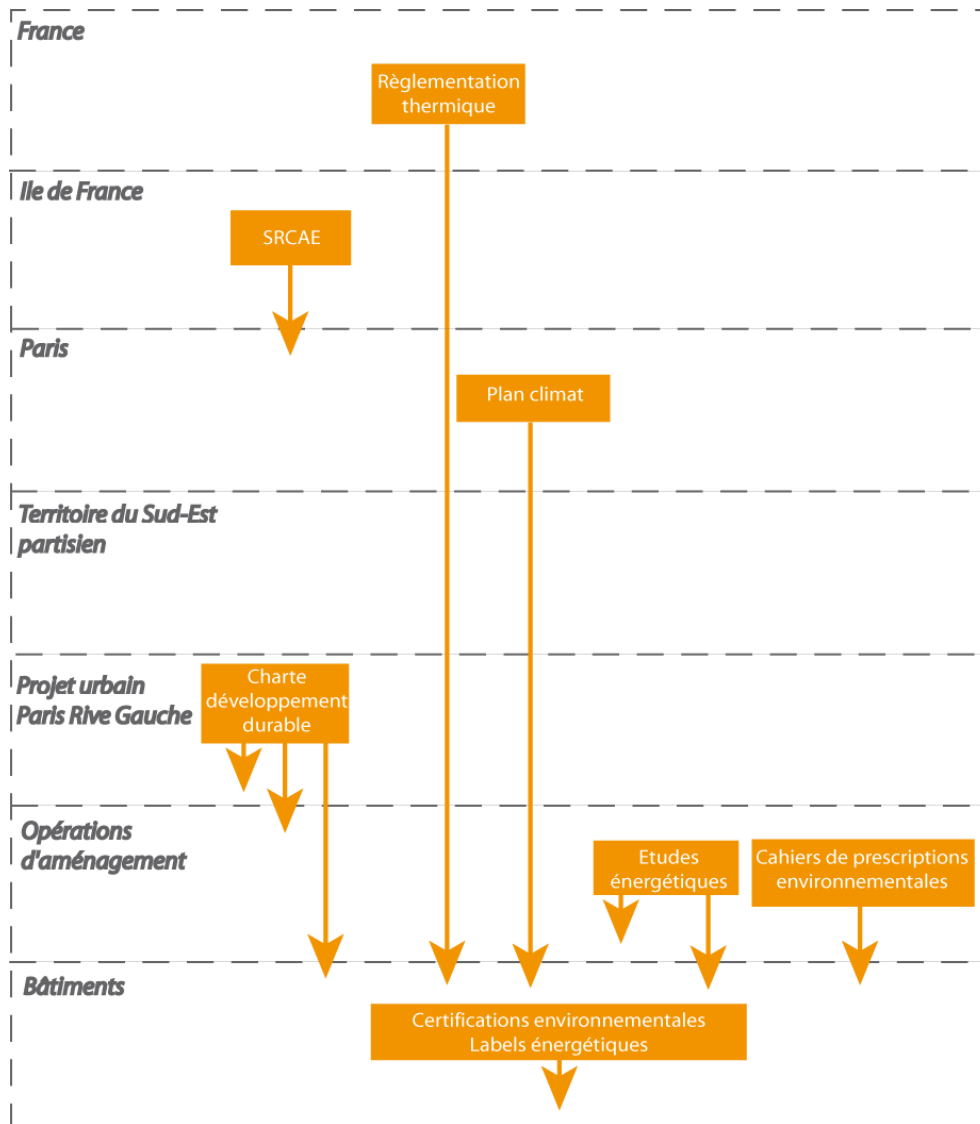 France
Règlementation
thermique
Ile de France
SRCAE
Paris
Plan climat
Territoire du Sud-Est
partisien
Projet urbain
Paris Rive Gauche
Charte
développement
durable
Opérations
d'aménagement
Etudes
énergétiques
Cahiers de prescriptions
environnementales
Bâtiments
Certifications environnementales
Labels énergétiques